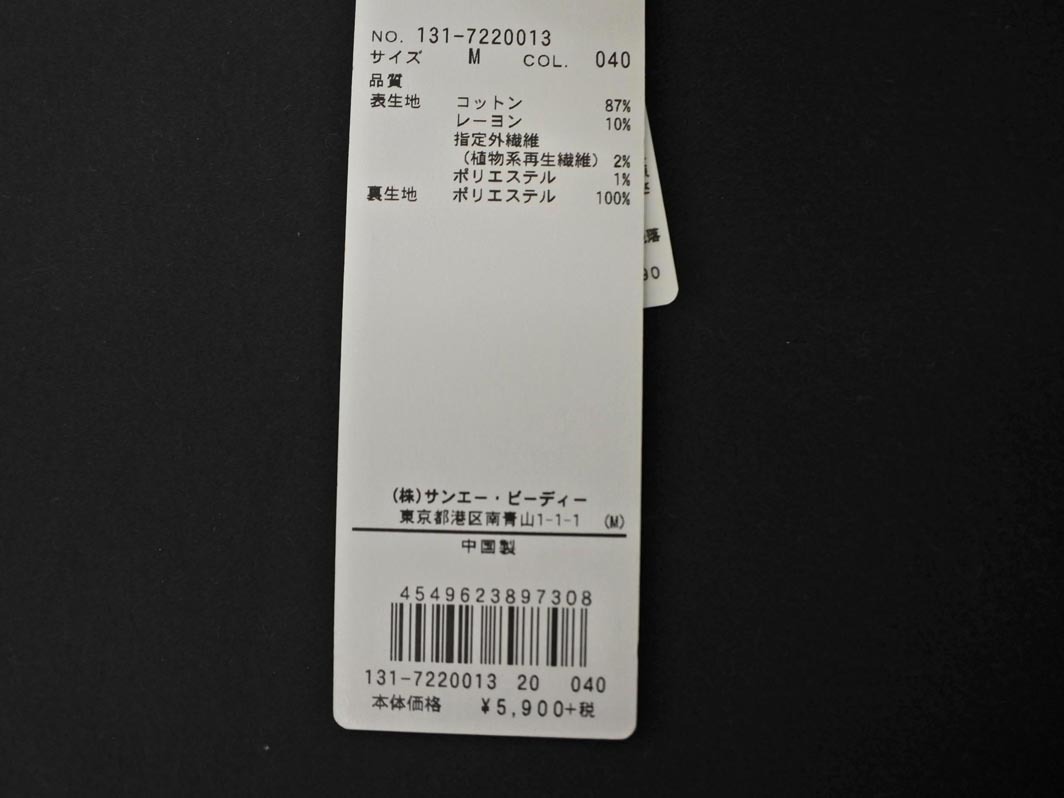 NO. 131-7220013
サイズ M COL. 040
品質
表生地 コットン 87%
レーヨン 10%
指定外繊維
(植物系再生繊維) 2%
ポリエステル 1%
裏生地 ポリエステル 100%
(株)サンエー・ビーディー
東京都港区南青山1-1-1 (M)
中国製
4549623897308
131-7220013 20 040
本体価格 ¥5,900+税
落
90